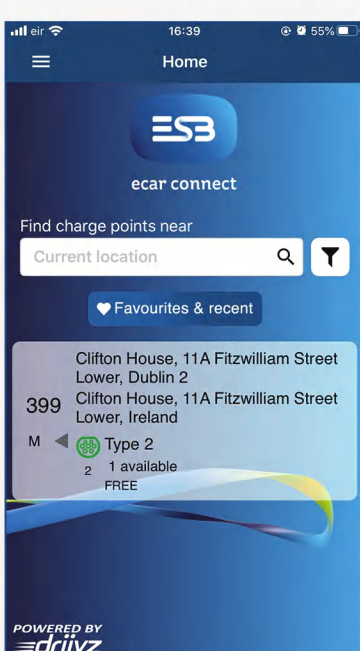 eir 16:39 55%
Home
ESB
ecar connect
Find charge points near
Current location
Favourites & recent
Clifton House, 11A Fitzwilliam Street
Lower, Dublin 2
399 Clifton House, 11A Fitzwilliam Street
Lower, Ireland
M Type 2
2 1 available
FREE
POWERED BY
driivz